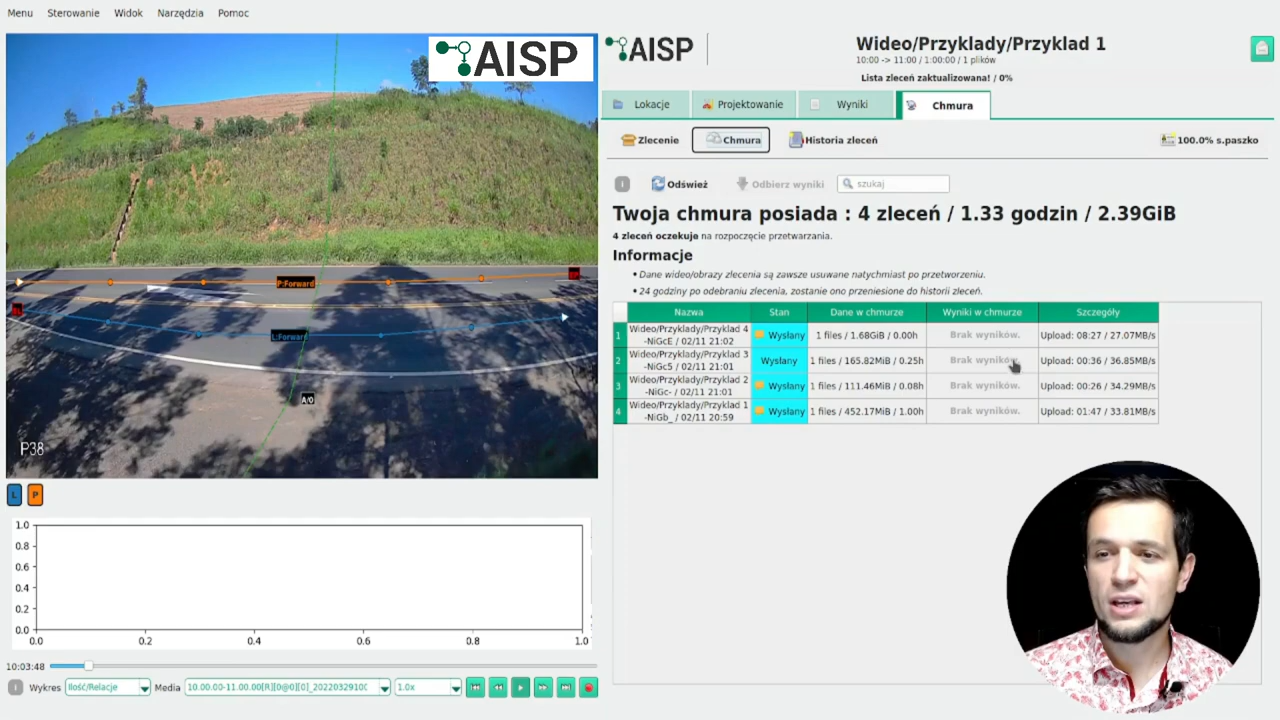 Menu Sterowanie Widok Narzędzia Pomoc
AISP
P:Forward
L:Forward
A/0
P38
L P
1.0
0.8
0.6
0.4
0.2
0.0
0.0 0.2 0.4 0.6 0.8 1.0
10:03:48
i Wykres Ilość/Relacje Media 10.00.00-11.00.00[R][0@0][0]_2022032910 1.0x
AISP
Wideo/Przyklady/Przyklad 1
10:00 -> 11:00 / 1:00:00 / 1 plików
Lista zleceń zaktualizowana! / 0%
Lokacje Projektowanie Wyniki Chmura
Zlecenie Chmura Historia zleceń 100.0% s.paszko
i Odśwież Odbierz wyniki szukaj
Twoja chmura posiada : 4 zleceń / 1.33 godzin / 2.39GiB
4 zleceń oczekuje na rozpoczęcie przetwarzania.
Informacje
• Dane wideo/obrazy zlecenia są zawsze usuwane natychmiast po przetworzeniu.
• 24 godziny po odebraniu zlecenia, zostanie ono przeniesione do historii zleceń.
Nazwa Stan Dane w chmurze Wyniki w chmurze Szczegóły
1 Wideo/Przyklady/Przyklad 4 Wysłany 1 files / 1.68GiB / 0.00h Brak wyników. Upload: 08:27 / 27.07MB/s
-NiGcE / 02/11 21:02
2 Wideo/Przyklady/Przyklad 3 Wysłany 1 files / 165.82MiB / 0.25h Brak wyników. Upload: 00:36 / 36.85MB/s
-NiGc5 / 02/11 21:01
3 Wideo/Przyklady/Przyklad 2 Wysłany 1 files / 111.46MiB / 0.08h Brak wyników. Upload: 00:26 / 34.29MB/s
-NiGc- / 02/11 21:01
4 Wideo/Przyklady/Przyklad 1 Wysłany 1 files / 452.17MiB / 1.00h Brak wyników. Upload: 01:47 / 33.81MB/s
-NiGb_ / 02/11 20:59